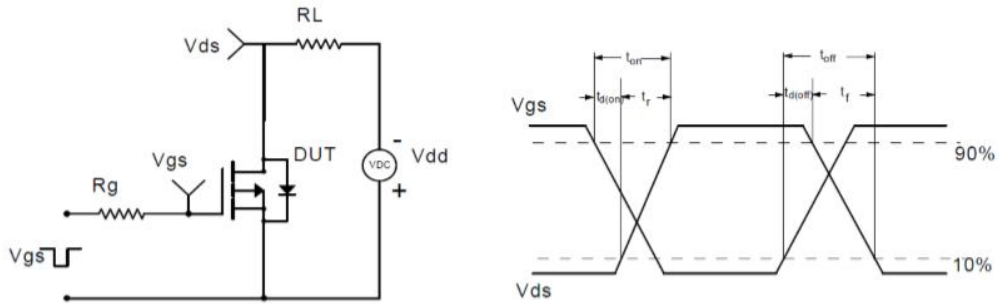 RL
Vds
Vgs
DUT
VDC
-
Vdd
+
Rg
Vgs
ton
toff
td(on)
tr
td(off)
tf
Vgs
90%
10%
Vds